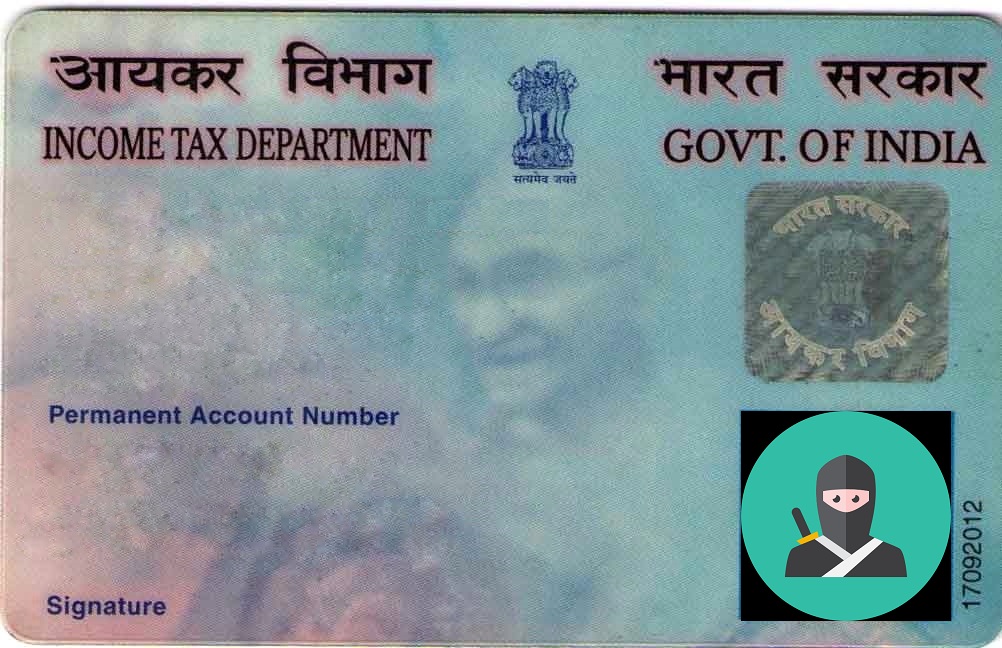 आयकर विभाग
भारत सरकार
INCOME TAX DEPARTMENT
GOVT. OF INDIA
सत्यमेव जयते
भारत सरकार
आयकर विभाग
Permanent Account Number
17092012
Signature